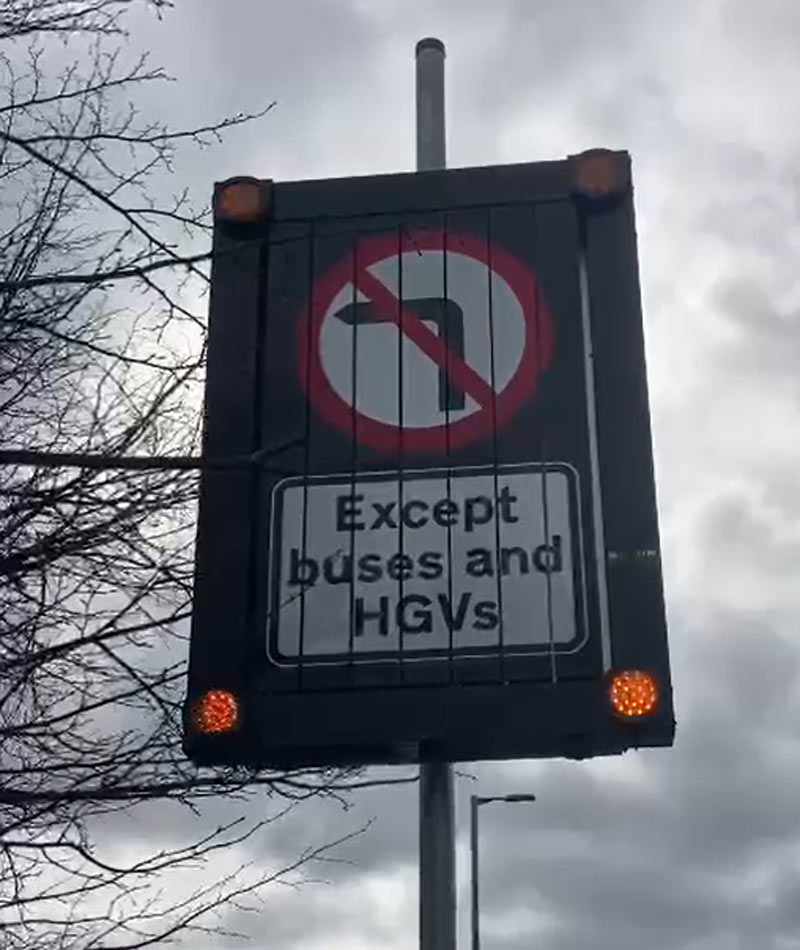 Except
buses and
HGVs